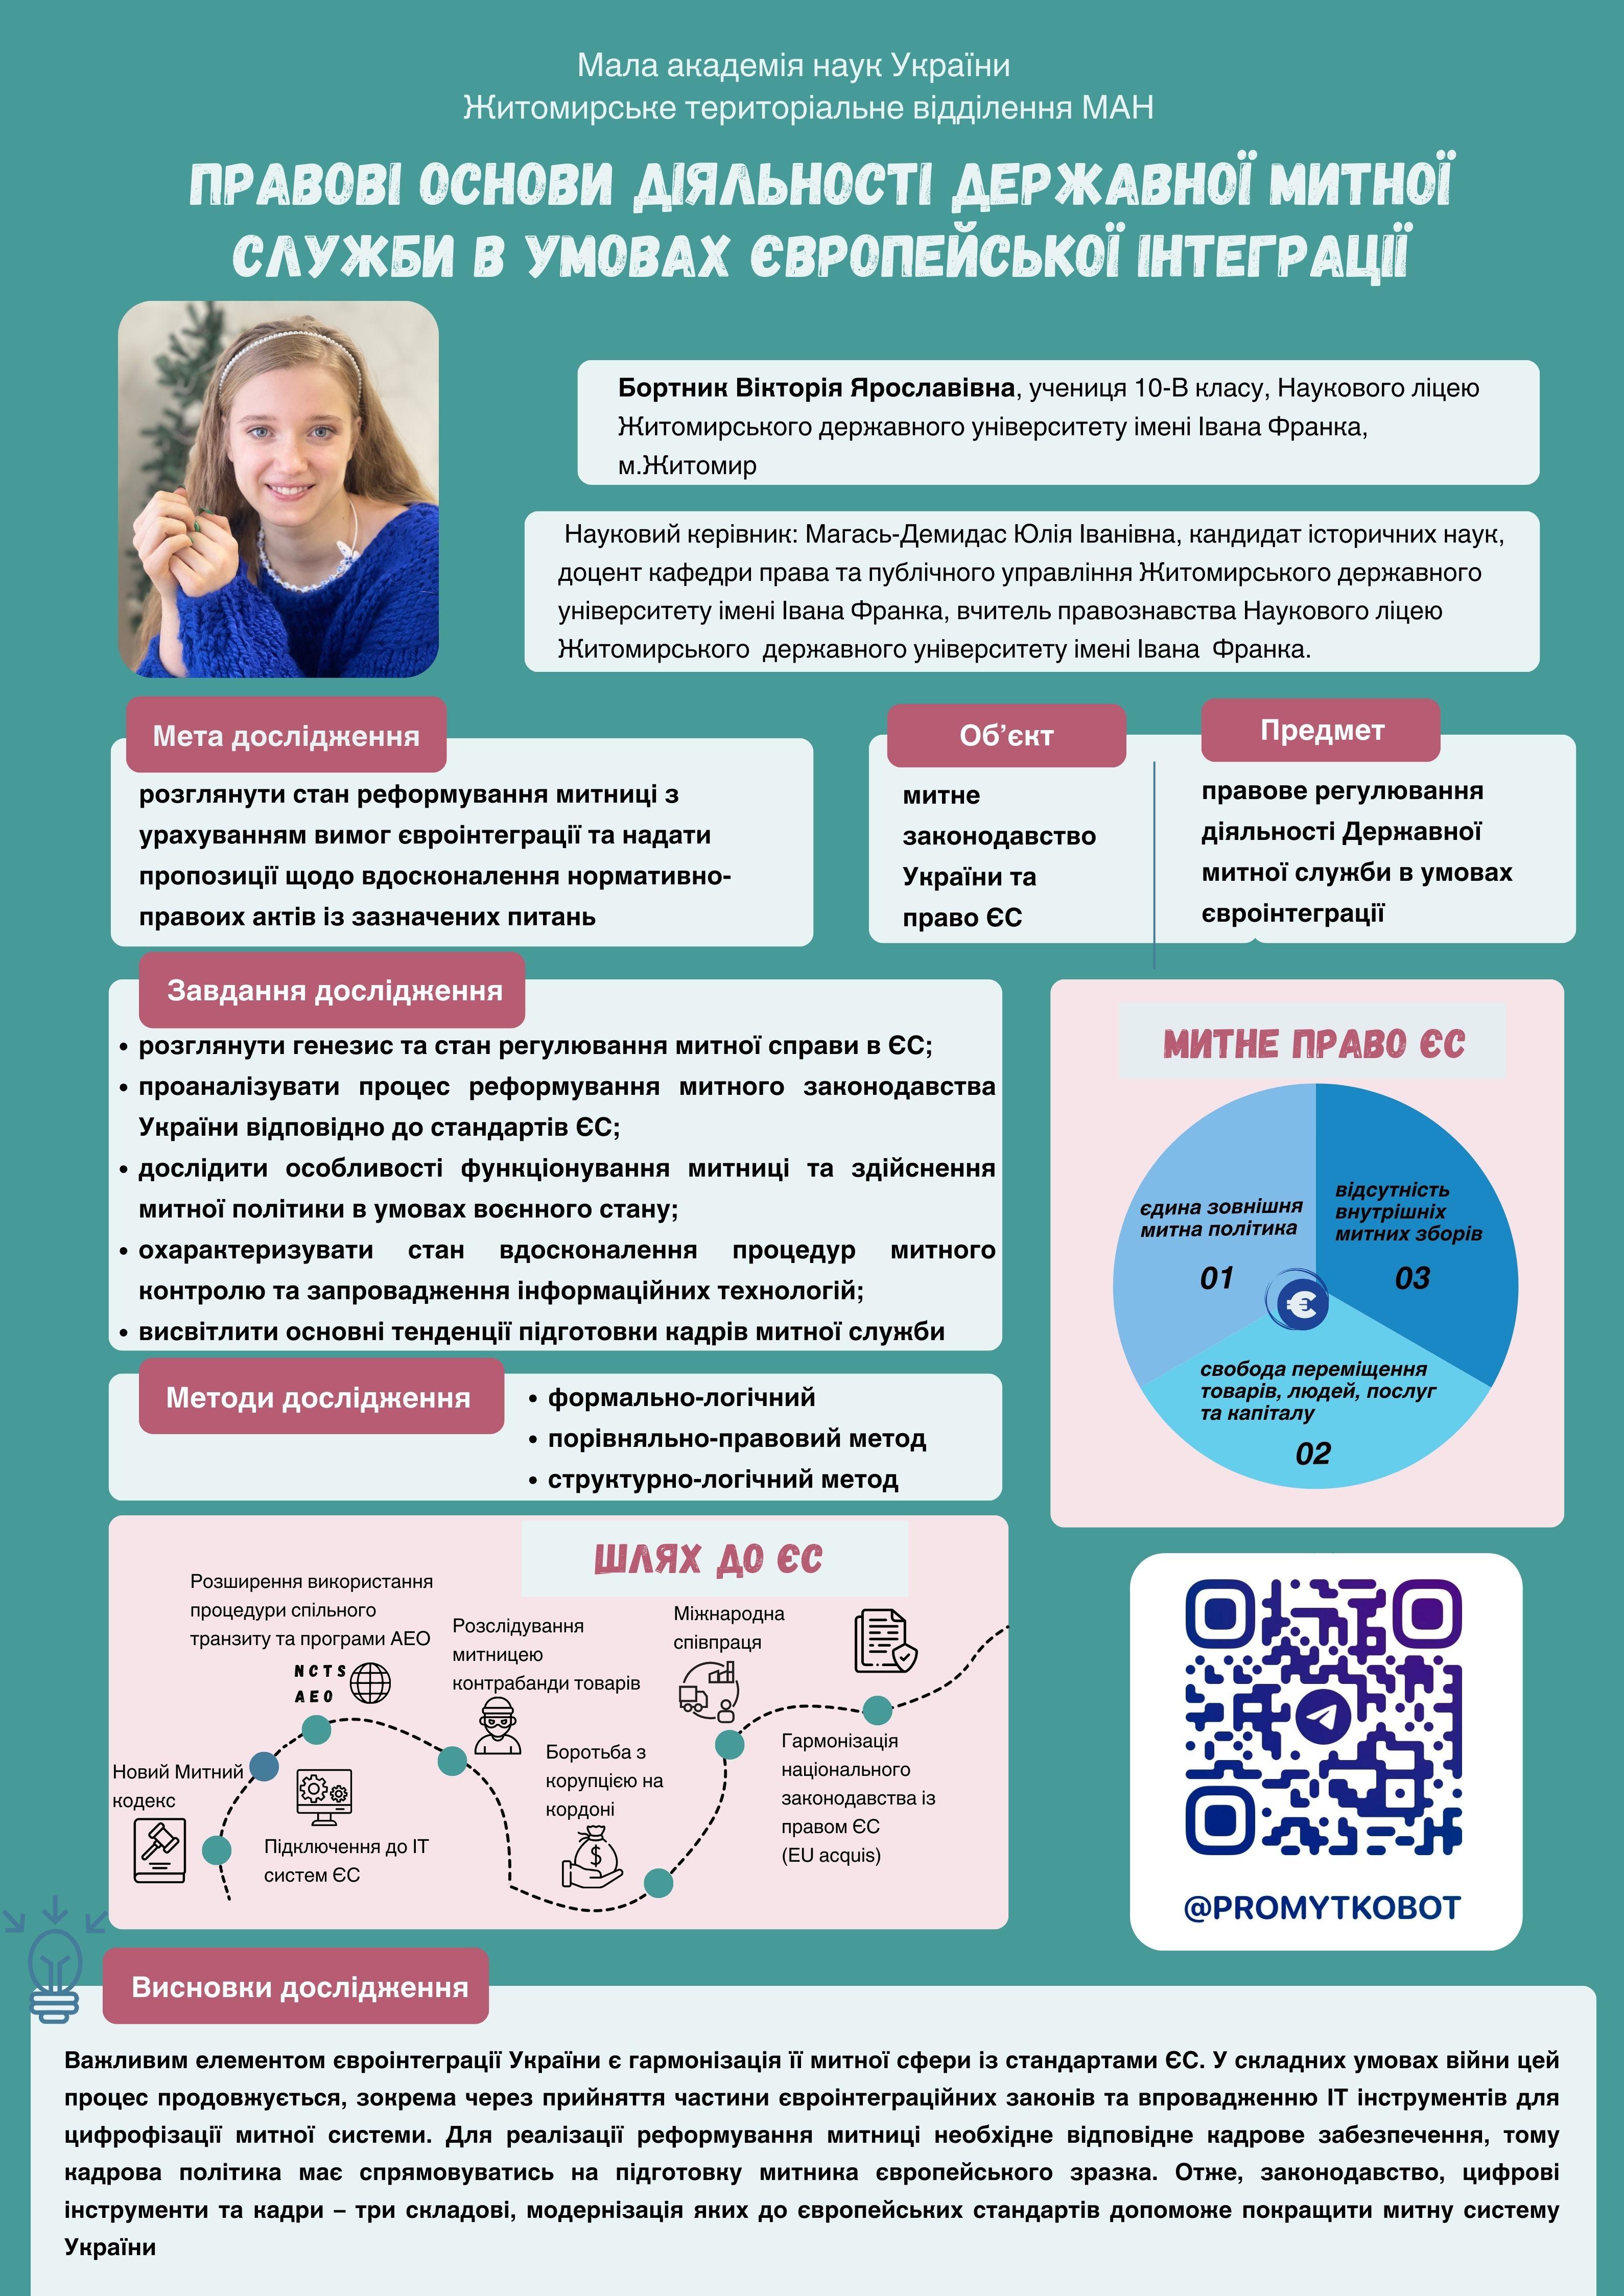 Мала академія наук України
Житомирське територіальне відділення МАН
ПРАВОВІ ОСНОВИ ДІЯЛЬНОСТІ ДЕРЖАВНОЇ МИТНОЇ
СЛУЖБИ В УМОВАХ ЄВРОПЕЙСЬКОЇ ІНТЕГРАЦІЇ
Бортник Вікторія Ярославівна, учениця 10-В класу, Наукового ліцею
Житомирського державного університету імені Івана Франка,
м.Житомир
Науковий керівник: Магась-Демидас Юлія Іванівна, кандидат історичних наук,
доцент кафедри права та публічного управління Житомирського державного
університету імені Івана Франка, вчитель правознавства Наукового ліцею
Житомирського державного університету імені Івана Франка.
Мета дослідження
розглянути стан реформування митниці з
урахуванням вимог євроінтеграції та надати
пропозиції щодо вдосконалення нормативно-
правоих актів із зазначених питань
Об’єкт
митне
законодавство
України та
право ЄС
Предмет
правове регулювання
діяльності Державної
митної служби в умовах
євроінтеграції
Завдання дослідження
• розглянути генезис та стан регулювання митної справи в ЄС;
• проаналізувати процес реформування митного законодавства
України відповідно до стандартів ЄС;
• дослідити особливості функціонування митниці та здійснення
митної політики в умовах воєнного стану;
• охарактеризувати стан вдосконалення процедур митного
контролю та запровадження інформаційних технологій;
• висвітлити основні тенденції підготовки кадрів митної служби
МИТНЕ ПРАВО ЄС
єдина зовнішня
митна політика
01
відсутність
внутрішніх
митних зборів
03
€
свобода переміщення
товарів, людей, послуг
та капіталу
02
Методи дослідження
• формально-логічний
• порівняльно-правовий метод
• структурно-логічний метод
ШЛЯХ ДО ЄС
Розширення використання
процедури спільного
транзиту та програми АЕО
NCTS
AEO
Розслідування
митницею
контрабанди товарів
Міжнародна
співпраця
Новий Митний
кодекс
Підключення до ІТ
систем ЄС
Боротьба з
корупцією на
кордоні
$
Гармонізація
національного
законодавства із
правом ЄС
(EU acquis)
@PROMYTKOBOT
Висновки дослідження
Важливим елементом євроінтеграції України є гармонізація її митної сфери із стандартами ЄС. У складних умовах війни цей
процес продовжується, зокрема через прийняття частини євроінтеграційних законів та впровадженню ІТ інструментів для
цифрофізації митної системи. Для реалізації реформування митниці необхідне відповідне кадрове забезпечення, тому
кадрова політика має спрямовуватись на підготовку митника європейського зразка. Отже, законодавство, цифрові
інструменти та кадри – три складові, модернізація яких до європейських стандартів допоможе покращити митну систему
України